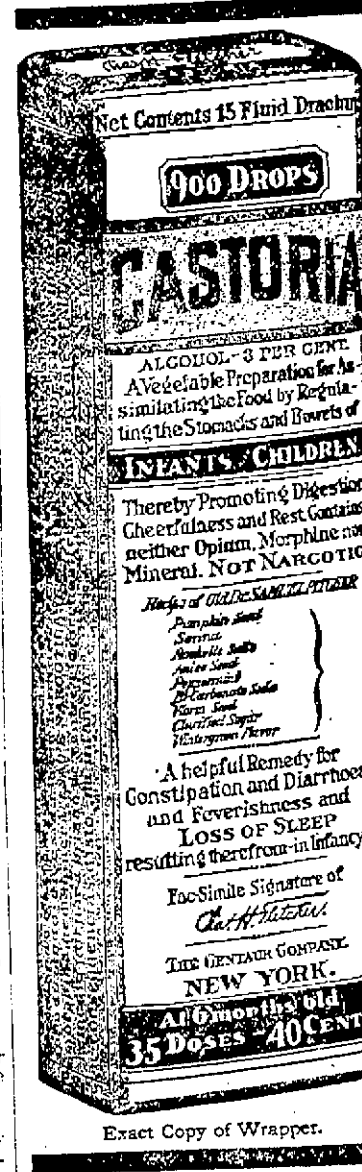 Net Contents 15 Fluid Drachm
900 DROPS
CASTORIA
ALCOHOL-3 PER CENT.
A Vegetable Preparation for As-
similating the Food by Regula-
ting the Stomachs and Bowels of
INFANTS CHILDREN
Thereby Promoting Digestion
Cheerfulness and Rest Contains
neither Opium, Morphine nor
Mineral. NOT NARCOTIC
Recipe of Old Dr. SAMUEL PITCHER
Pumpkin Seed
Senna
Rochelle Salts
Anise Seed
Peppermint
Bi Carbonate Soda
Worm Seed
Clarified Sugar
Wintergreen Flavor
A helpful Remedy for
Constipation and Diarrhoea
and Feverishness and
LOSS OF SLEEP
resulting therefrom in Infancy
Fac-Simile Signature of
Chas. H. Fletcher.
THE CENTAUR COMPANY.
NEW YORK.
At 6 months old
35 DOSES - 40 CENT
Exact Copy of Wrapper.